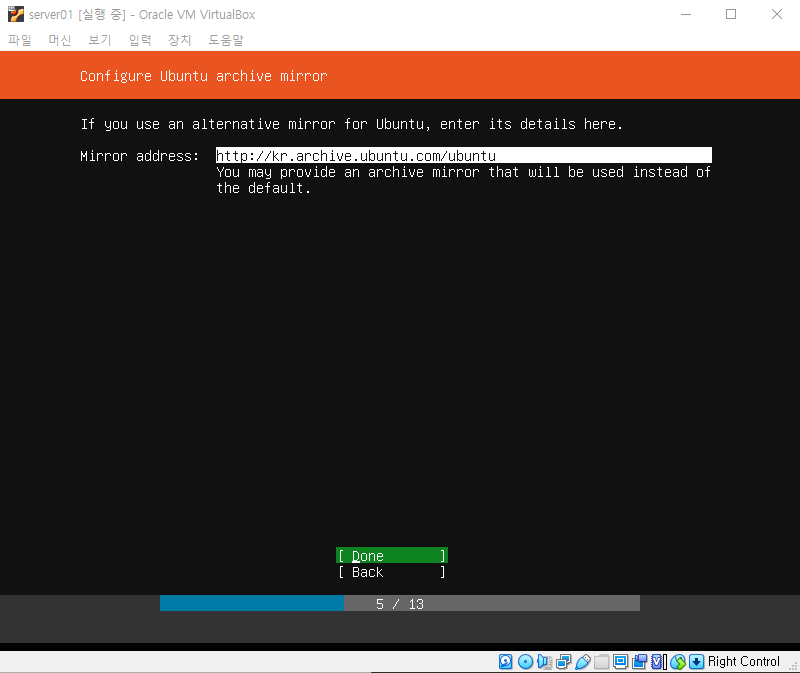 server01 [실행 중] - Oracle VM VirtualBox
파일 머신 보기 입력 장치 도움말
Configure Ubuntu archive mirror
If you use an alternative mirror for Ubuntu, enter its details here.
Mirror address: http://kr.archive.ubuntu.com/ubuntu
You may provide an archive mirror that will be used instead of
the default.
[ Done ]
[ Back ]
5 / 13
Right Control